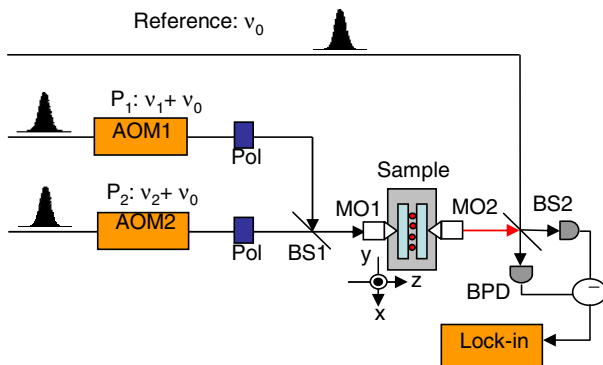 Reference: ν₀
P₁: ν₁+ ν₀
AOM1
Pol
P₂: ν₂+ ν₀
AOM2
Pol
BS1
Sample
MO1
MO2
BS2
y
z
x
BPD
−
Lock-in